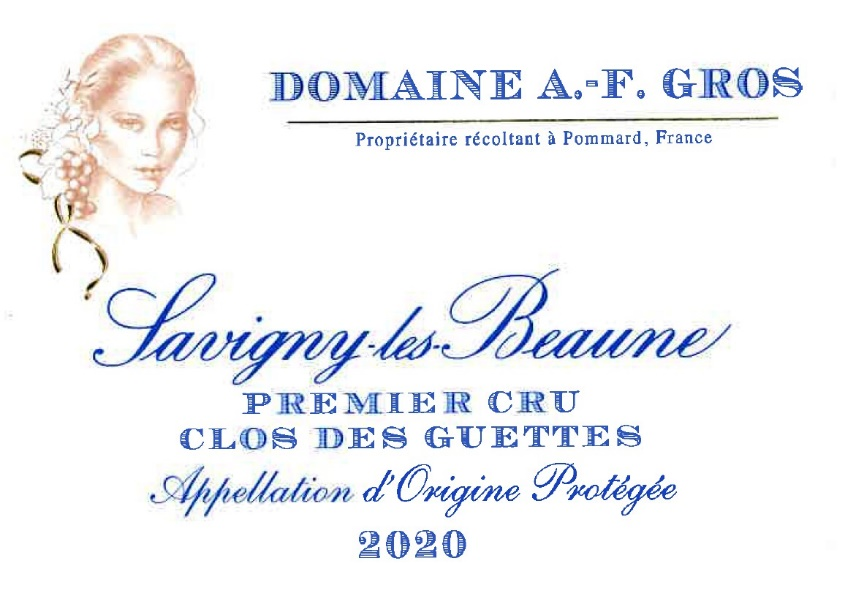 DOMAINE A.-F. GROS
Propriétaire récoltant à Pommard, France
Savigny-les-Beaune
PREMIER CRU
CLOS DES GUETTES
Appellation d'Origine Protégée
2020